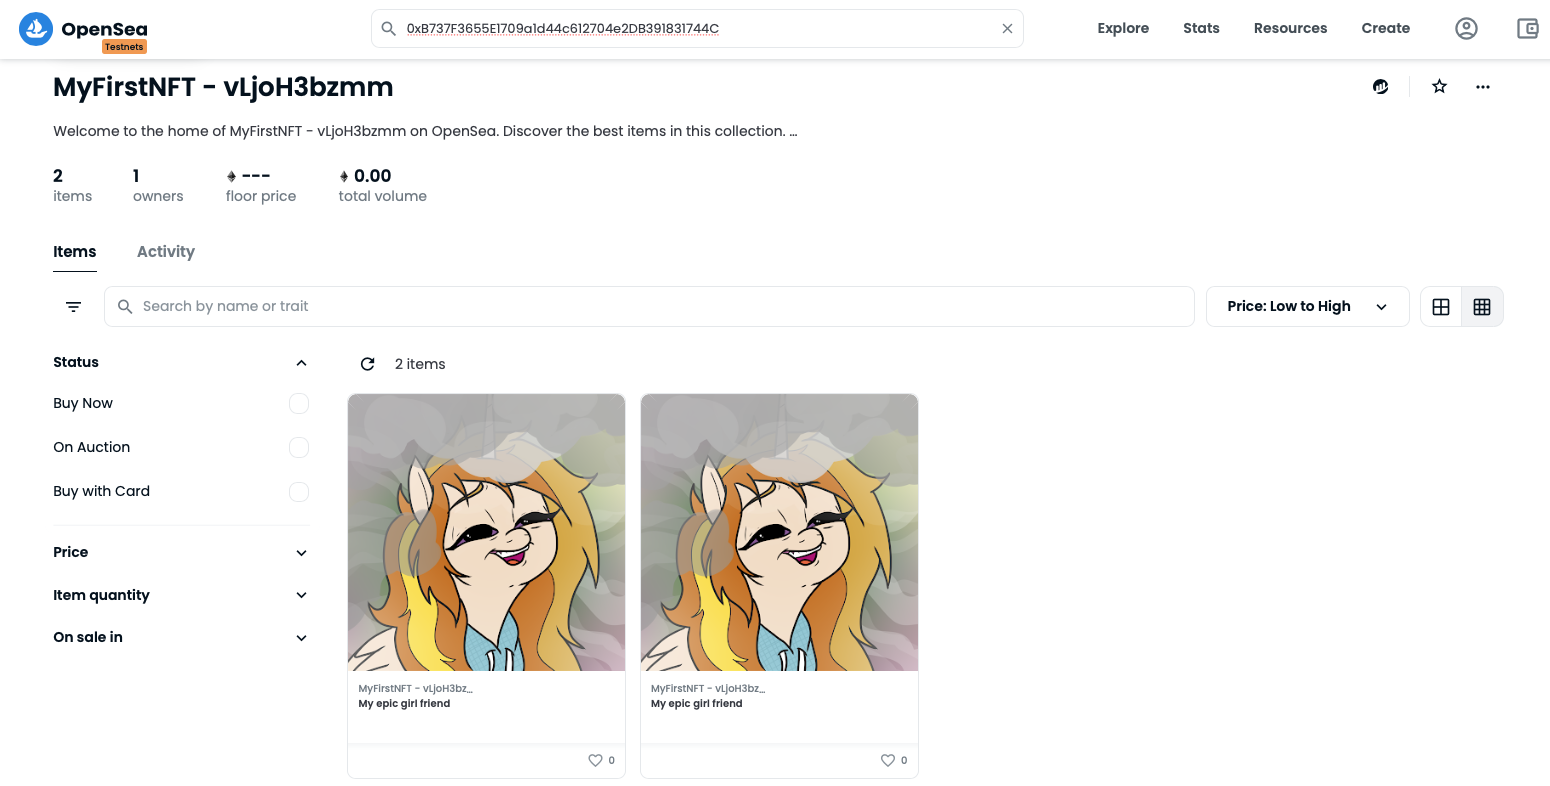 OpenSea
Testnets
0xB737F3655E1709a1d44c612704e2DB391831744C
Explore
Stats
Resources
Create
MyFirstNFT - vLjoH3bzmm
Welcome to the home of MyFirstNFT - vLjoH3bzmm on OpenSea. Discover the best items in this collection. …
2
items
1
owners
---
floor price
0.00
total volume
Items
Activity
Search by name or trait
Price: Low to High
Status
Buy Now
On Auction
Buy with Card
Price
Item quantity
On sale in
2 items
MyFirstNFT - vLjoH3bz…
My epic girl friend
0
MyFirstNFT - vLjoH3bz…
My epic girl friend
0